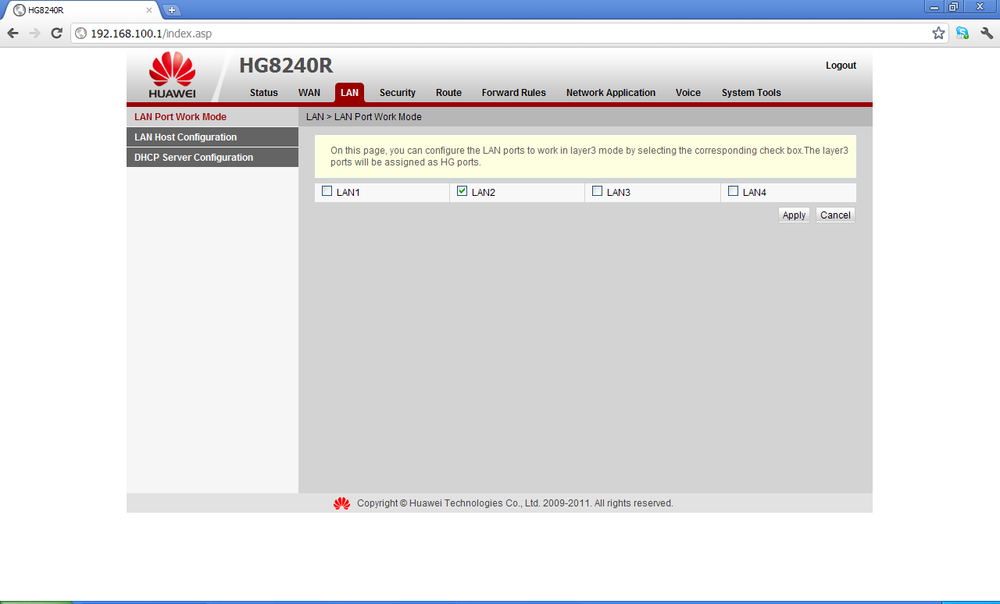 HG8240R
192.168.100.1/index.asp
HUAWEI
HG8240R
Logout
Status WAN LAN Security Route Forward Rules Network Application Voice System Tools
LAN Port Work Mode
LAN Host Configuration
DHCP Server Configuration
LAN > LAN Port Work Mode
On this page, you can configure the LAN ports to work in layer3 mode by selecting the corresponding check box.The layer3
ports will be assigned as HG ports.
LAN1 LAN2 LAN3 LAN4
Apply Cancel
Copyright © Huawei Technologies Co., Ltd. 2009-2011. All rights reserved.